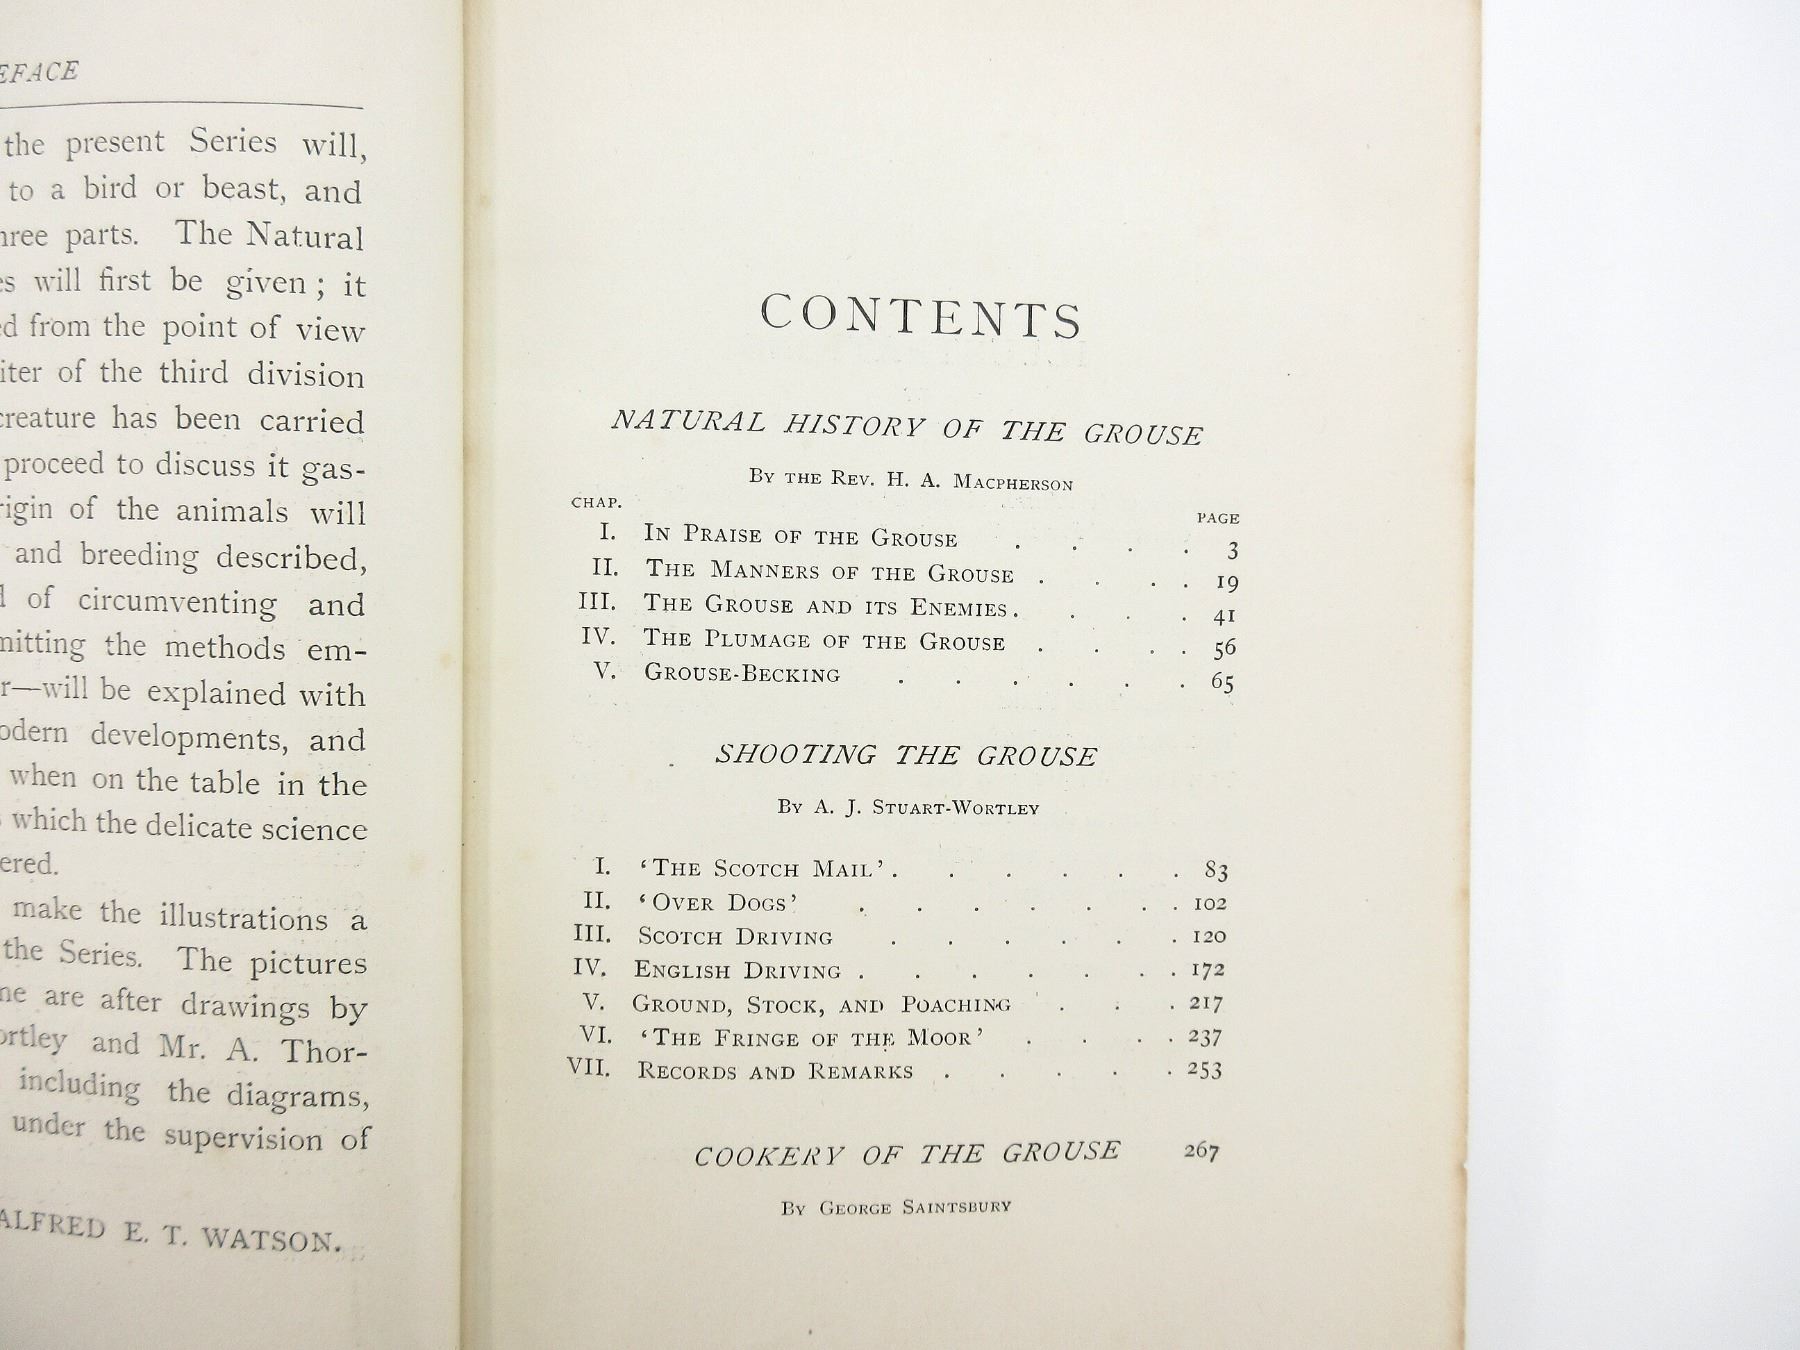 EFACE
the present Series will,
to a bird or beast, and
hree parts. The Natural
es will first be given; it
ed from the point of view
iter of the third division
creature has been carried
proceed to discuss it gas-
rigin of the animals will
and breeding described,
of circumventing and
mitting the methods em-
r—will be explained with
odern developments, and
when on the table in the
which the delicate science
ered.
make the illustrations a
the Series. The pictures
ne are after drawings by
ortley and Mr. A. Thor-
including the diagrams,
under the supervision of
ALFRED E. T. WATSON.
CONTENTS
NATURAL HISTORY OF THE GROUSE
By the Rev. H. A. Macpherson
CHAP. PAGE
I. In Praise of the Grouse . . . . 3
II. The Manners of the Grouse . . . . 19
III. The Grouse and its Enemies . . . . 41
IV. The Plumage of the Grouse . . . . 56
V. Grouse-Becking . . . . . . 65
SHOOTING THE GROUSE
By A. J. Stuart-Wortley
I. ‘The Scotch Mail’ . . . . . . 83
II. ‘Over Dogs’ . . . . . . . 102
III. Scotch Driving . . . . . . 120
IV. English Driving . . . . . . . 172
V. Ground, Stock, and Poaching . . . 217
VI. ‘The Fringe of the Moor’ . . . . 237
VII. Records and Remarks . . . . . 253
COOKERY OF THE GROUSE 267
By George Saintsbury